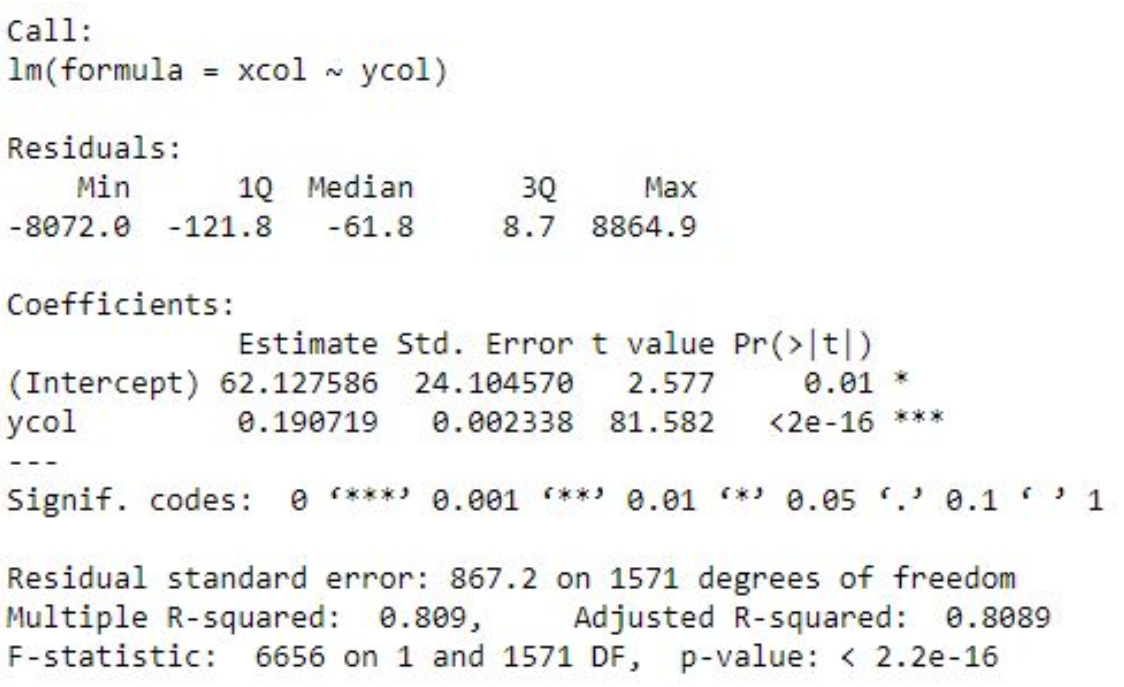 Call:
lm(formula = xcol ~ ycol)
Residuals:
Min 1Q Median 3Q Max
-8072.0 -121.8 -61.8 8.7 8864.9
Coefficients:
Estimate Std. Error t value Pr(>|t|)
(Intercept) 62.127586 24.104570 2.577 0.01 *
ycol 0.190719 0.002338 81.582 <2e-16 ***
---
Signif. codes: 0 ‘***’ 0.001 ‘**’ 0.01 ‘*’ 0.05 ‘.’ 0.1 ‘ ’ 1
Residual standard error: 867.2 on 1571 degrees of freedom
Multiple R-squared: 0.809, Adjusted R-squared: 0.8089
F-statistic: 6656 on 1 and 1571 DF, p-value: < 2.2e-16